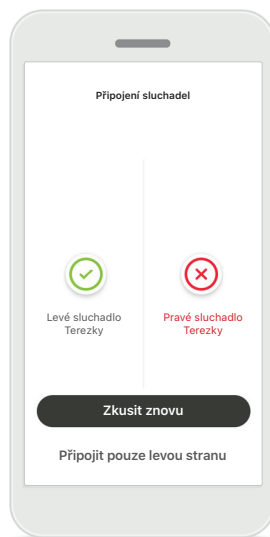 Připojení sluchadel
Levé sluchadlo
Terezky
Pravé sluchadlo
Terezky
Zkusit znovu
Připojit pouze levou stranu